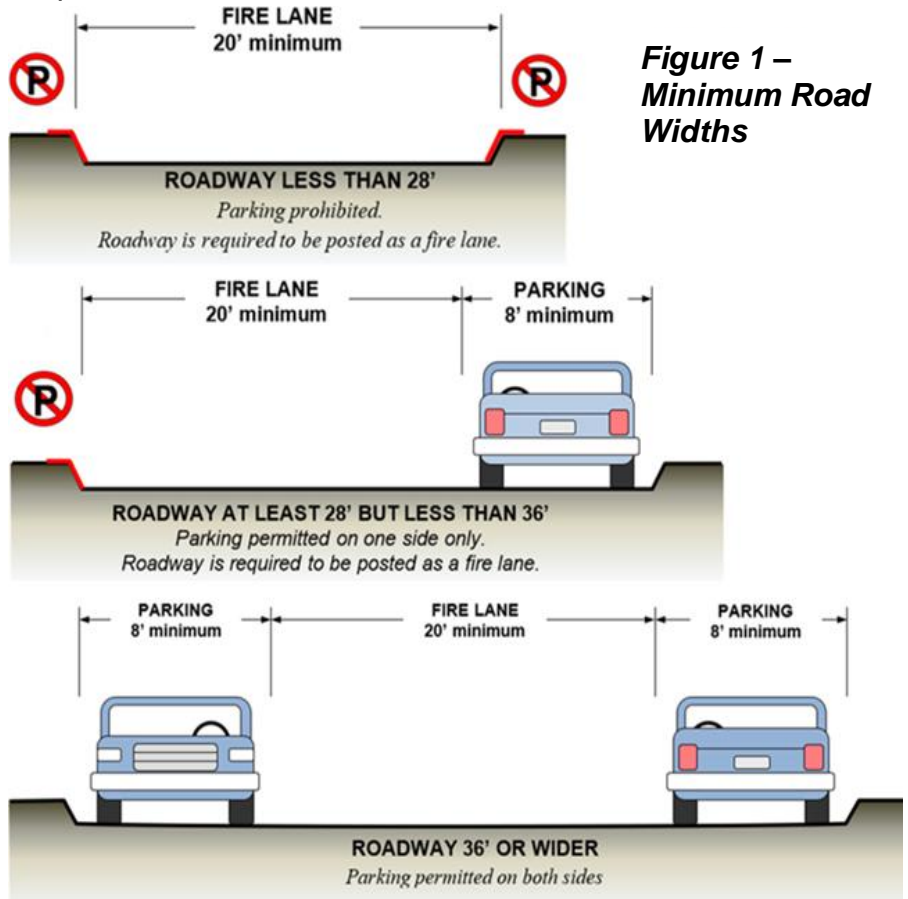 FIRE LANE
20' minimum
P
P
Figure 1 –
Minimum Road
Widths
ROADWAY LESS THAN 28'
Parking prohibited.
Roadway is required to be posted as a fire lane.
FIRE LANE
20' minimum
PARKING
8' minimum
P
ROADWAY AT LEAST 28' BUT LESS THAN 36'
Parking permitted on one side only.
Roadway is required to be posted as a fire lane.
PARKING
8' minimum
FIRE LANE
20' minimum
PARKING
8' minimum
ROADWAY 36' OR WIDER
Parking permitted on both sides